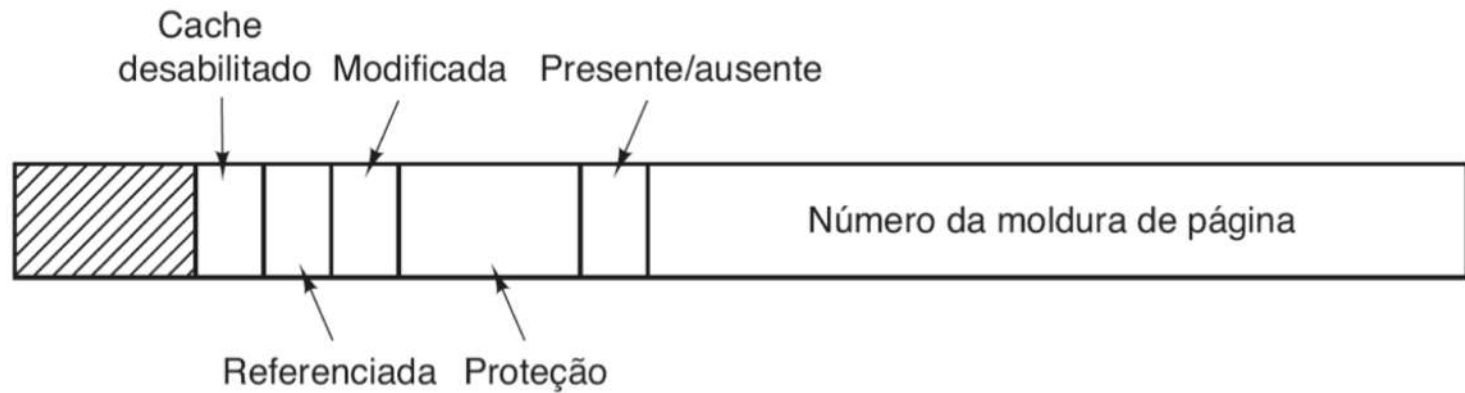 Cache
desabilitado
Modificada
Presente/ausente
Número da moldura de página
Referenciada
Proteção